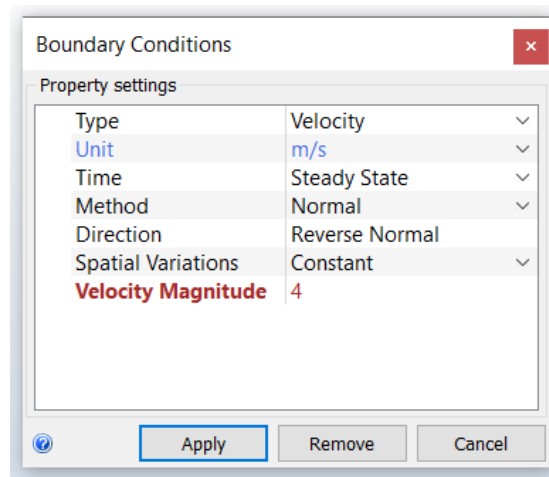 Boundary Conditions
Property settings
Type Velocity
Unit m/s
Time Steady State
Method Normal
Direction Reverse Normal
Spatial Variations Constant
Velocity Magnitude 4
Apply Remove Cancel